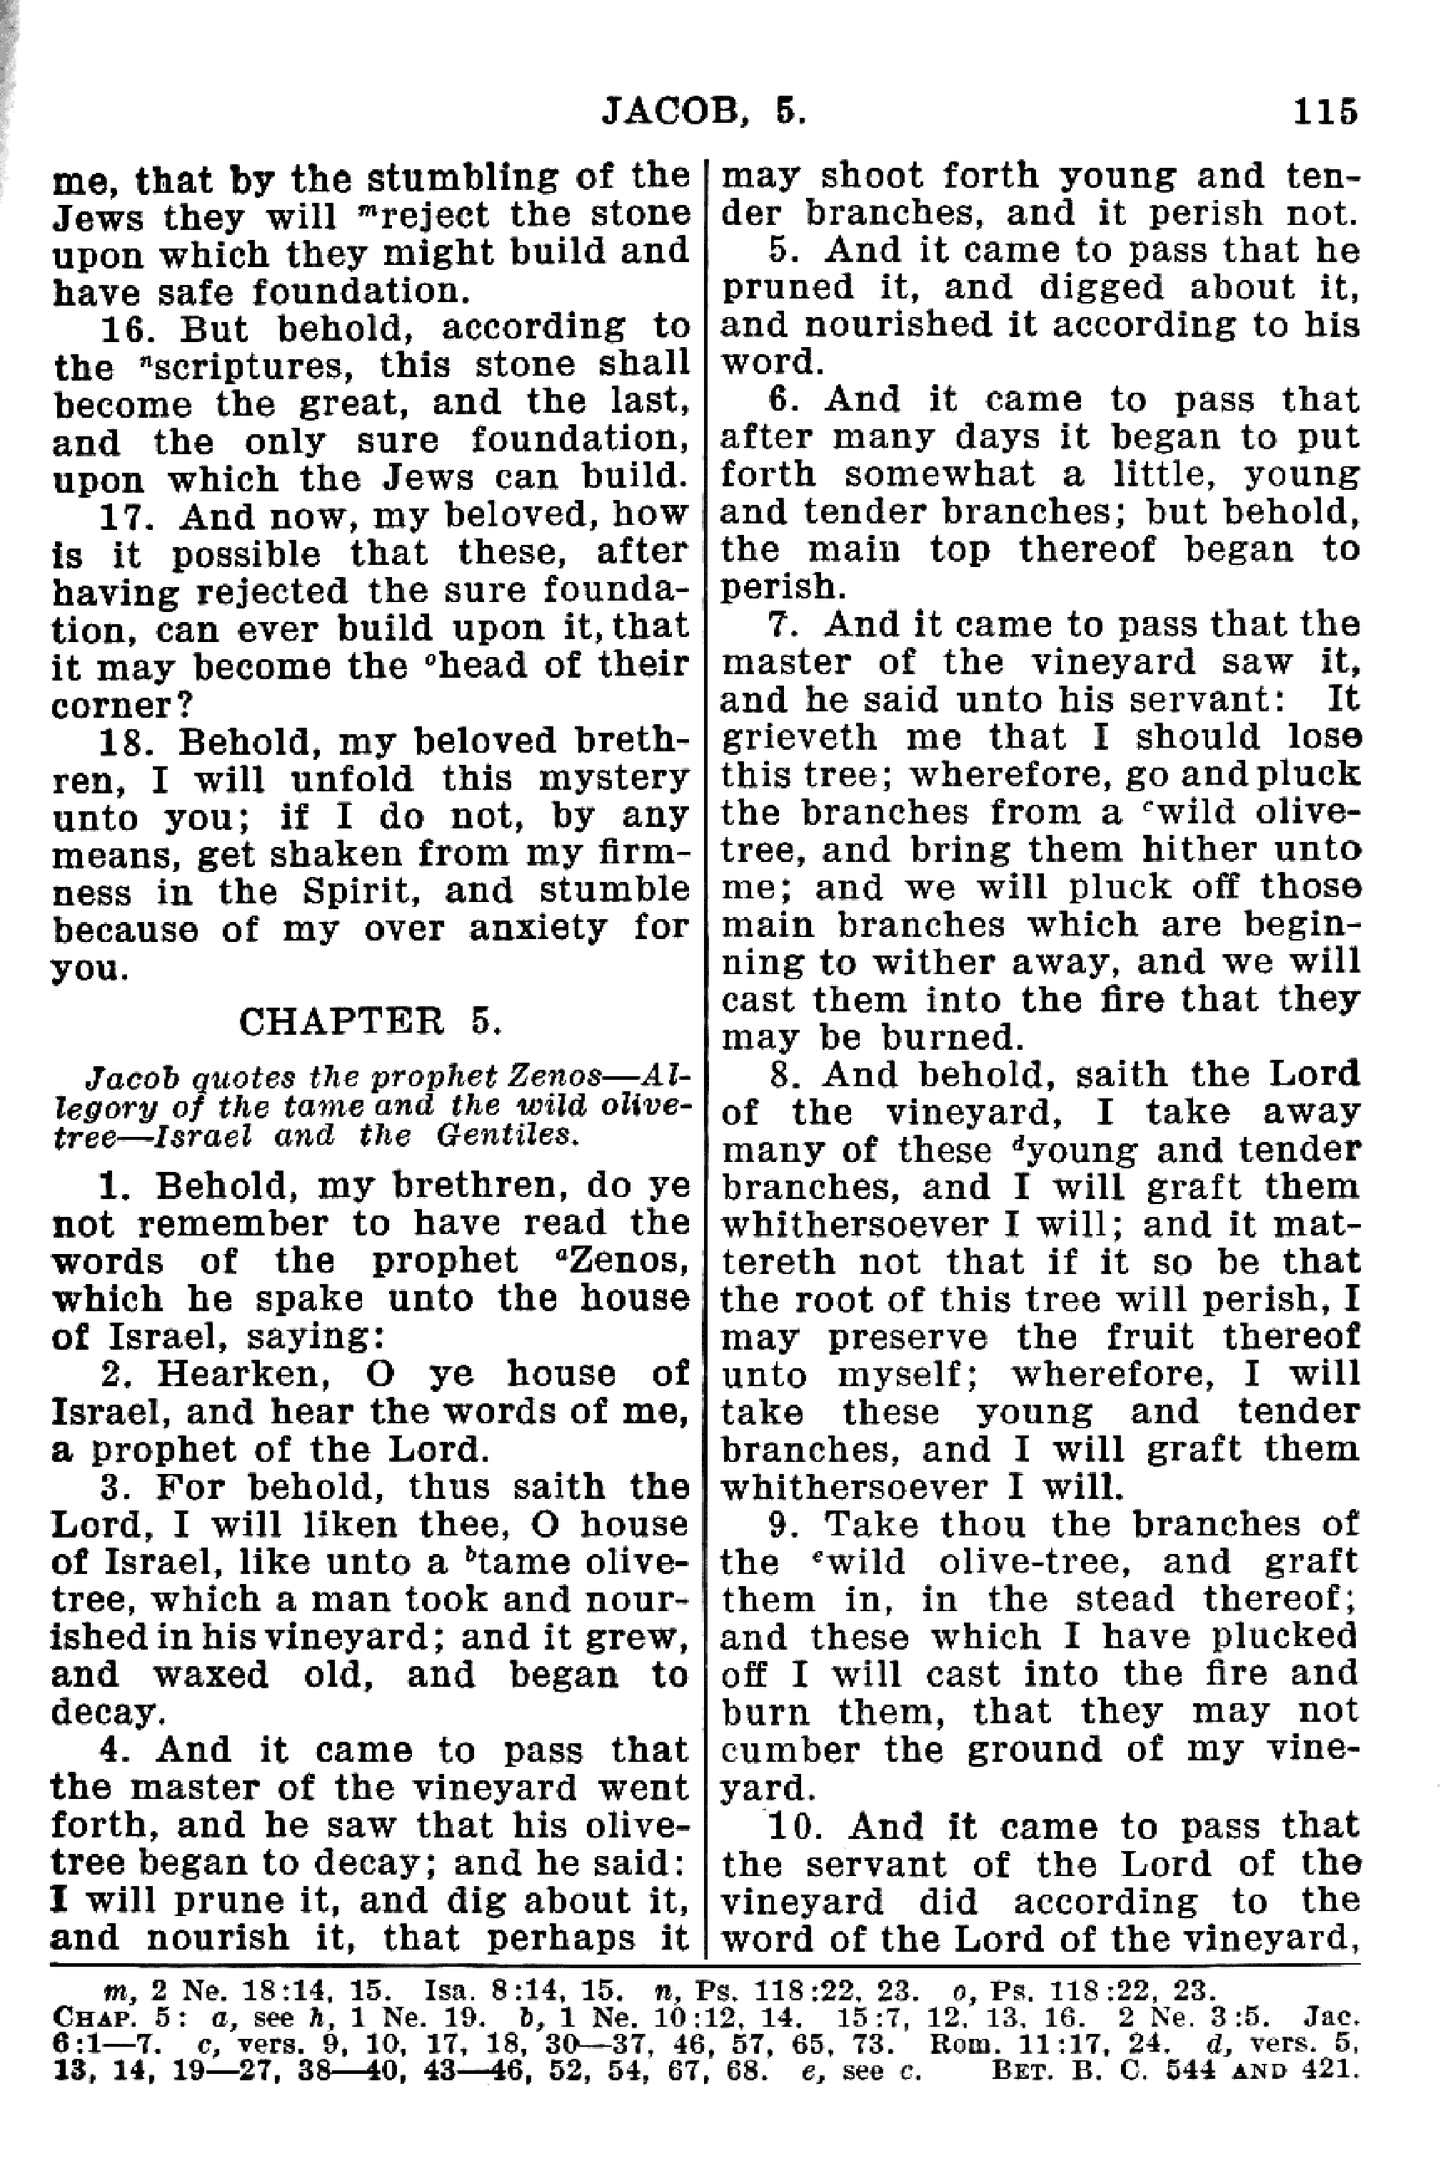 JACOB, 5.
115
me, that by the stumbling of the
Jews they will ᵐreject the stone
upon which they might build and
have safe foundation.
16. But behold, according to
the ⁿscriptures, this stone shall
become the great, and the last,
and the only sure foundation,
upon which the Jews can build.
17. And now, my beloved, how
is it possible that these, after
having rejected the sure founda-
tion, can ever build upon it, that
it may become the ᵒhead of their
corner?
18. Behold, my beloved breth-
ren, I will unfold this mystery
unto you; if I do not, by any
means, get shaken from my firm-
ness in the Spirit, and stumble
because of my over anxiety for
you.
CHAPTER 5.
Jacob quotes the prophet Zenos—Al-
legory of the tame and the wild olive-
tree—Israel and the Gentiles.
1. Behold, my brethren, do ye
not remember to have read the
words of the prophet ᵃZenos,
which he spake unto the house
of Israel, saying:
2. Hearken, O ye house of
Israel, and hear the words of me,
a prophet of the Lord.
3. For behold, thus saith the
Lord, I will liken thee, O house
of Israel, like unto a ᵇtame olive-
tree, which a man took and nour-
ished in his vineyard; and it grew,
and waxed old, and began to
decay.
4. And it came to pass that
the master of the vineyard went
forth, and he saw that his olive-
tree began to decay; and he said:
I will prune it, and dig about it,
and nourish it, that perhaps it
may shoot forth young and ten-
der branches, and it perish not.
5. And it came to pass that he
pruned it, and digged about it,
and nourished it according to his
word.
6. And it came to pass that
after many days it began to put
forth somewhat a little, young
and tender branches; but behold,
the main top thereof began to
perish.
7. And it came to pass that the
master of the vineyard saw it,
and he said unto his servant: It
grieveth me that I should lose
this tree; wherefore, go and pluck
the branches from a ᶜwild olive-
tree, and bring them hither unto
me; and we will pluck off those
main branches which are begin-
ning to wither away, and we will
cast them into the fire that they
may be burned.
8. And behold, saith the Lord
of the vineyard, I take away
many of these ᵈyoung and tender
branches, and I will graft them
whithersoever I will; and it mat-
tereth not that if it so be that
the root of this tree will perish, I
may preserve the fruit thereof
unto myself; wherefore, I will
take these young and tender
branches, and I will graft them
whithersoever I will.
9. Take thou the branches of
the ᵉwild olive-tree, and graft
them in, in the stead thereof;
and these which I have plucked
off I will cast into the fire and
burn them, that they may not
cumber the ground of my vine-
yard.
10. And it came to pass that
the servant of the Lord of the
vineyard did according to the
word of the Lord of the vineyard,
m, 2 Ne. 18:14, 15. Isa. 8:14, 15. n, Ps. 118:22, 23. o, Ps. 118:22, 23.
CHAP. 5: a, see h, 1 Ne. 19. b, 1 Ne. 10:12, 14. 15:7, 12, 13, 16. 2 Ne. 3:5. Jac.
6:1—7. c, vers. 9, 10, 17, 18, 30—37, 46, 57, 65, 73. Rom. 11:17, 24. d, vers. 5,
13, 14, 19—27, 38—40, 43—46, 52, 54, 67, 68. e, see c. BET. B. C. 544 AND 421.